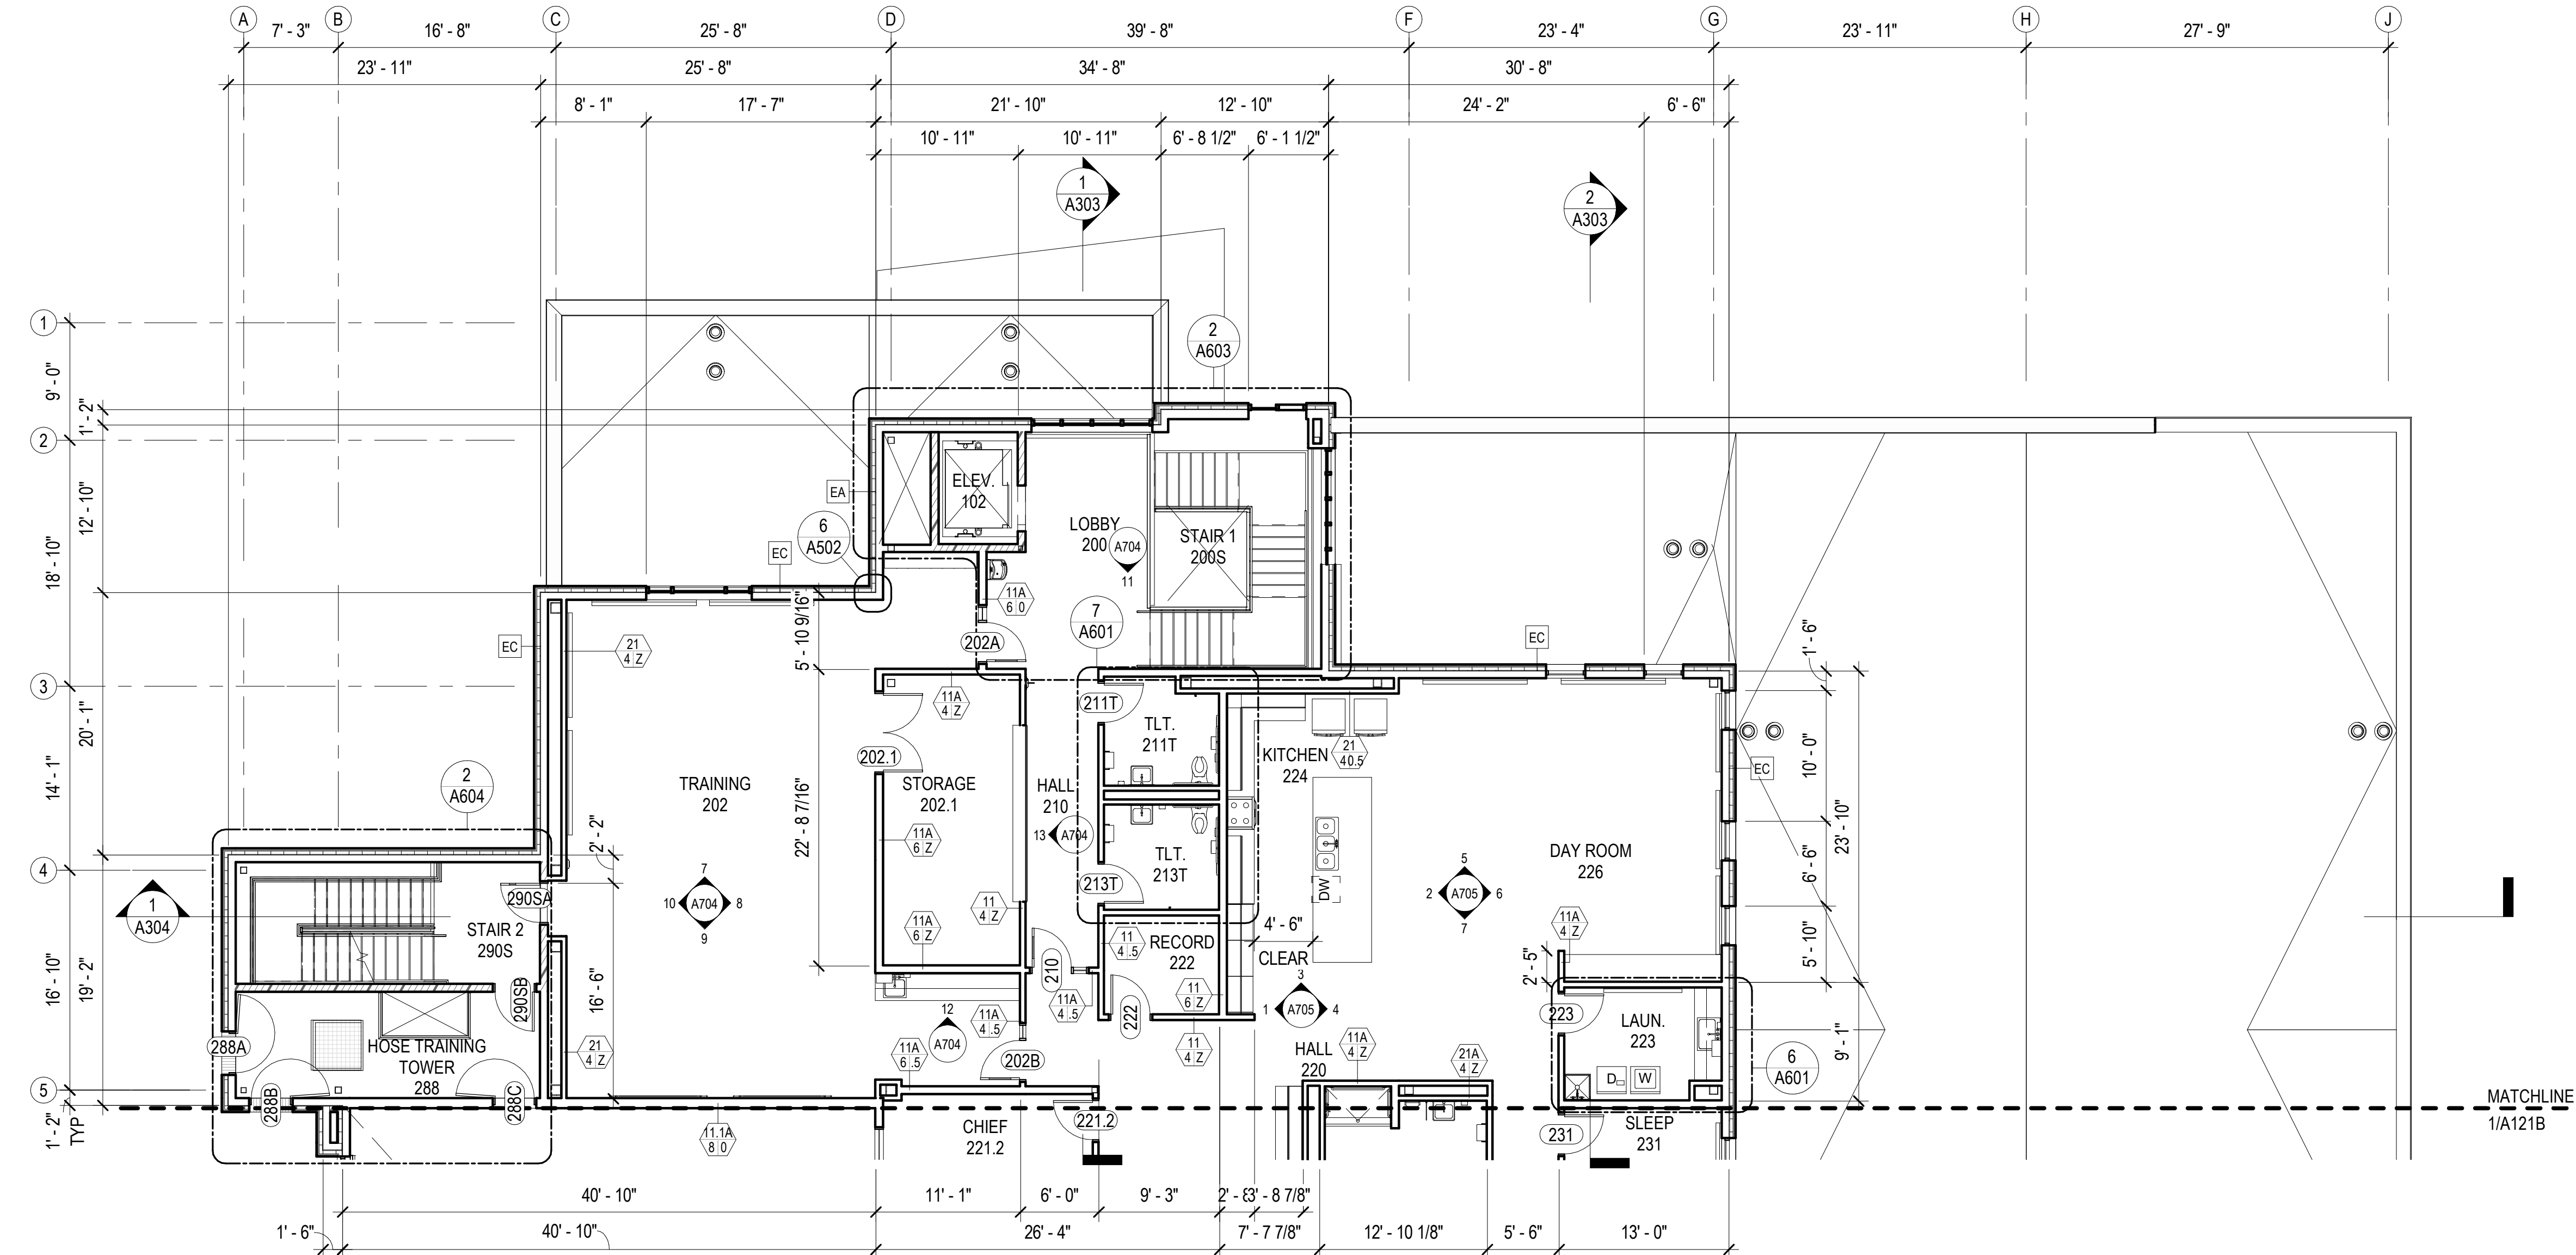 A
B
C
D
F
G
H
J
7' - 3"
16' - 8"
25' - 8"
39' - 8"
23' - 4"
23' - 11"
27' - 9"
23' - 11"
25' - 8"
34' - 8"
30' - 8"
8' - 1"
17' - 7"
21' - 10"
12' - 10"
24' - 2"
6' - 6"
10' - 11"
10' - 11"
6' - 8 1/2"
6' - 1 1/2"
1
A303
2
A303
1
2
3
4
5
9' - 0"
1' - 2"
12' - 10"
18' - 10"
20' - 1"
14' - 1"
16' - 10"
19' - 2"
1' - 2"
TYP
2
A603
EA
6
A502
EC
EC
ELEV.
102
LOBBY
200
A704
11
STAIR 1
200S
11A
6 0
7
A601
202A
5' - 10 9/16"
21
4 Z
11A
4 Z
211T
TLT.
211T
EC
1' - 6"
10' - 0"
23' - 10"
EC
6' - 6"
5' - 10"
9' - 1"
KITCHEN
224
21
4 0.5
202.1
STORAGE
202.1
TRAINING
202
22' - 8 7/16"
HALL
210
13
A704
11A
6 Z
TLT.
213T
213T
2
A604
2' - 2"
7
10
A704
8
9
11
4 Z
11A
6 Z
DW
DAY ROOM
226
5
2
A705
6
7
11A
4 Z
2' - 5"
1
A304
290SA
STAIR 2
290S
290SB
16' - 6"
11
4 .5
RECORD
222
4' - 6"
CLEAR
210
222
11
6 Z
3
1
A705
4
11A
4 .5
11A
4 .5
12
A704
11A
6 .5
202B
11
4 Z
HALL
220
11A
4 Z
21A
4 Z
223
LAUN.
223
D
W
6
A601
288A
HOSE TRAINING
TOWER
288
288B
288C
21
4 Z
11.1A
8 0
CHIEF
221.2
221.2
231
SLEEP
231
MATCHLINE
1/A121B
40' - 10"
11' - 1"
6' - 0"
9' - 3"
3' - 8 7/8"
1' - 6"
40' - 10"
26' - 4"
7' - 7 7/8"
12' - 10 1/8"
5' - 6"
13' - 0"